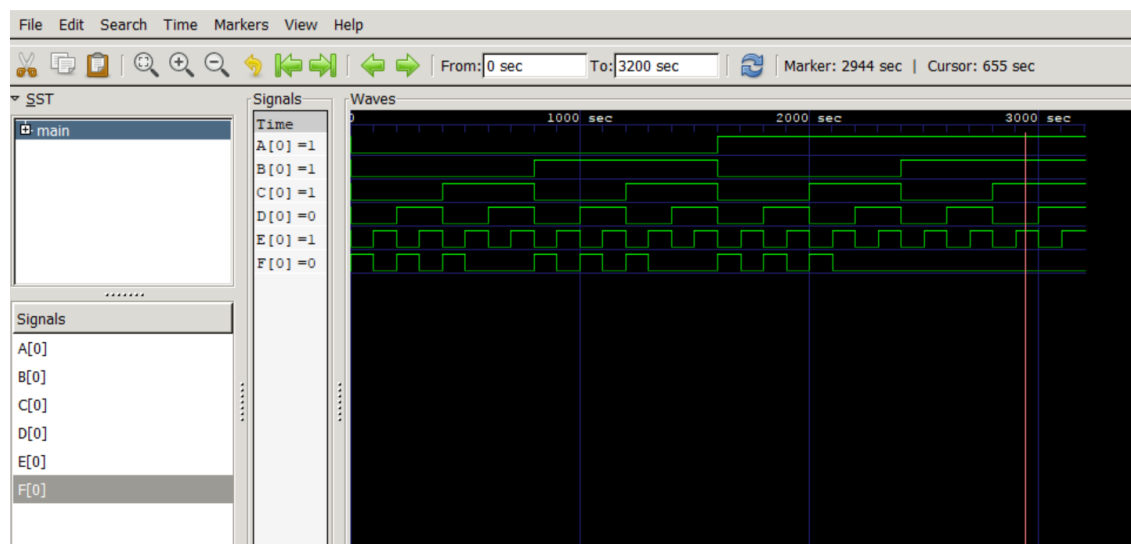 File Edit Search Time Markers View Help
From: 0 sec To: 3200 sec Marker: 2944 sec | Cursor: 655 sec
SST
main
Signals
Waves
Time
1000 sec 2000 sec 3000 sec
A[0] =1
B[0] =1
C[0] =1
D[0] =0
E[0] =1
F[0] =0
Signals
A[0]
B[0]
C[0]
D[0]
E[0]
F[0]